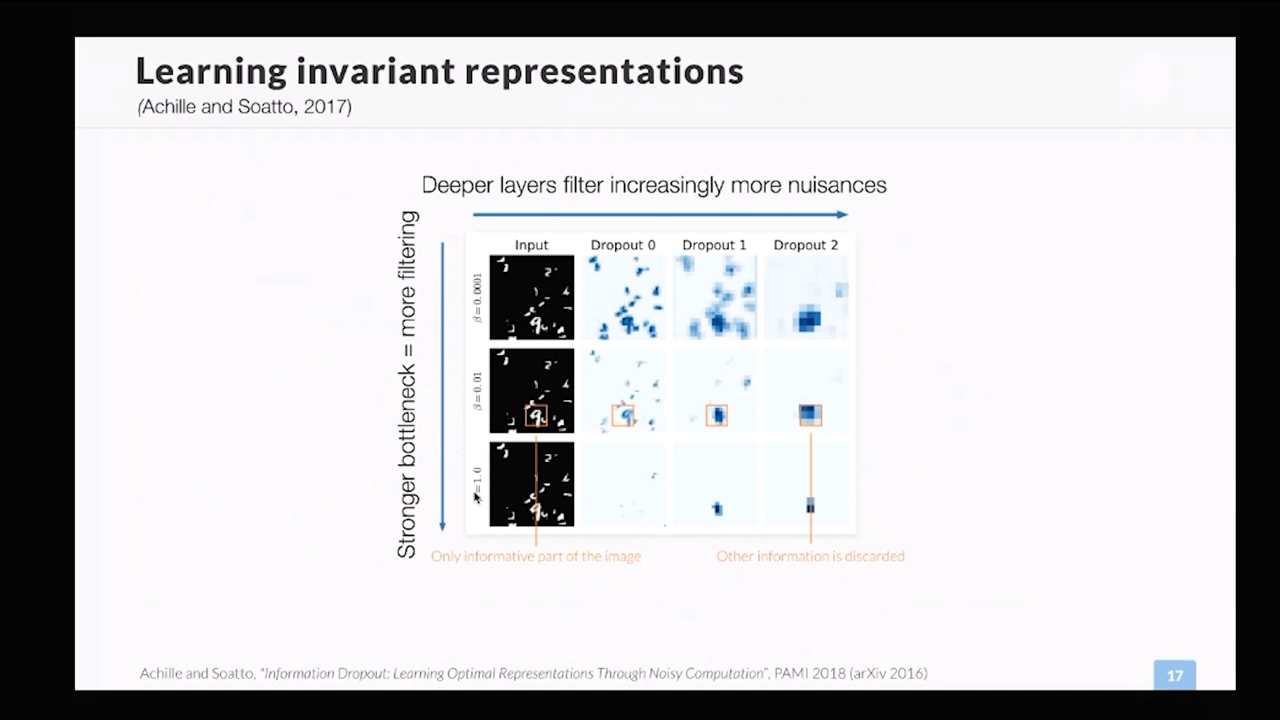 Learning invariant representations
(Achille and Soatto, 2017)
Deeper layers filter increasingly more nuisances
Stronger bottleneck = more filtering
Input Dropout 0 Dropout 1 Dropout 2
β = 0.0001
β = 0.01
= 1.0
Only informative part of the image
Other information is discarded
Achille and Soatto, "Information Dropout: Learning Optimal Representations Through Noisy Computation", PAMI 2018 (arXiv 2016)
17